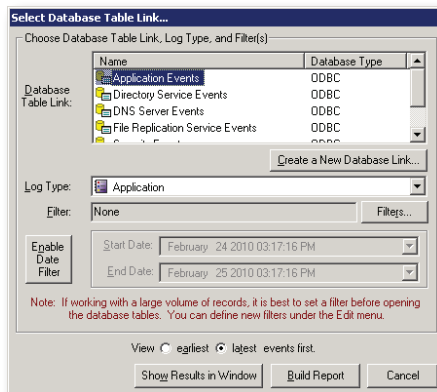 Select Database Table Link...
Choose Database Table Link, Log Type, and Filter(s)
Name Database Type
Database Table Link:
Application Events ODBC
Directory Service Events ODBC
DNS Server Events ODBC
File Replication Service Events ODBC
Create a New Database Link...
Log Type: Application
Filter: None Filters...
Enable Date Filter
Start Date: February 24 2010 03:17:16 PM
End Date: February 25 2010 03:17:16 PM
Note: If working with a large volume of records, it is best to set a filter before opening
the database tables. You can define new filters under the Edit menu.
View earliest latest events first.
Show Results in Window Build Report Cancel